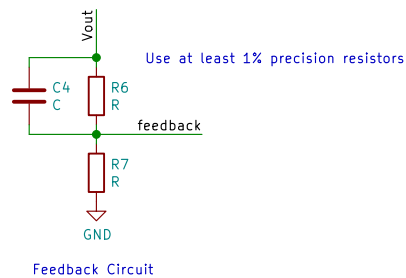 Vout
Use at least 1% precision resistors
C4
C
R6
R
feedback
R7
R
GND
Feedback Circuit